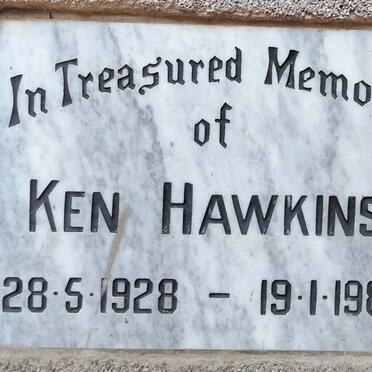 In Treasured Memo
of
KEN HAWKINS
28·5·1928 – 19·1·198